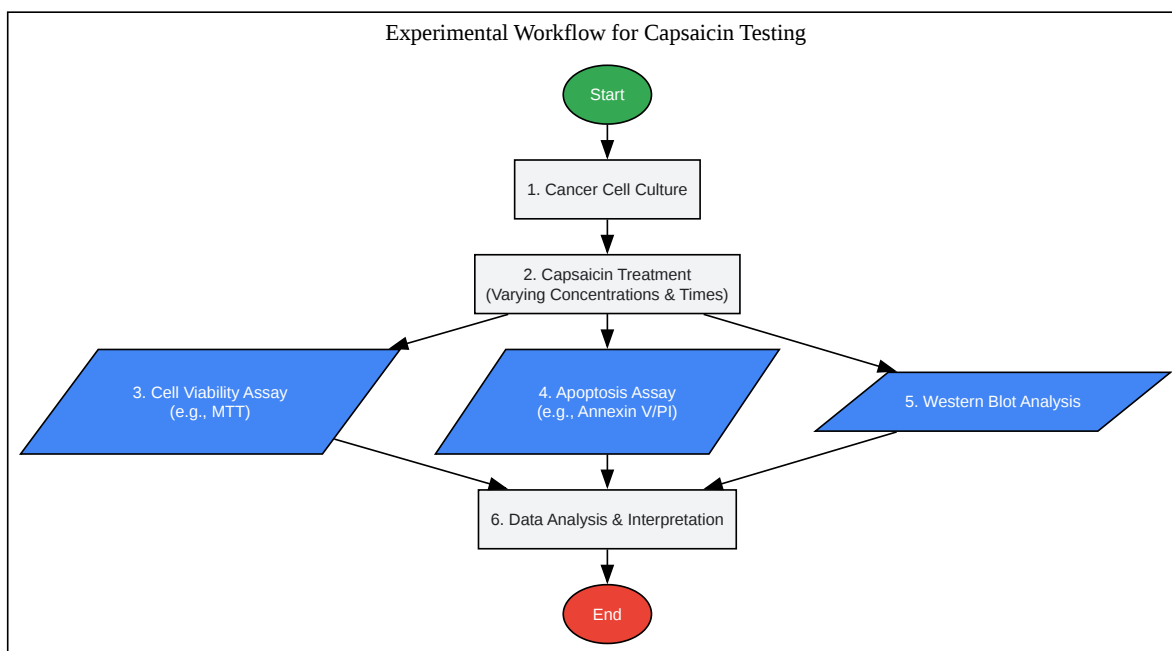 Experimental Workflow for Capsaicin Testing
Start
1. Cancer Cell Culture
2. Capsaicin Treatment
(Varying Concentrations & Times)
3. Cell Viability Assay
(e.g., MTT)
4. Apoptosis Assay
(e.g., Annexin V/PI)
5. Western Blot Analysis
6. Data Analysis & Interpretation
End